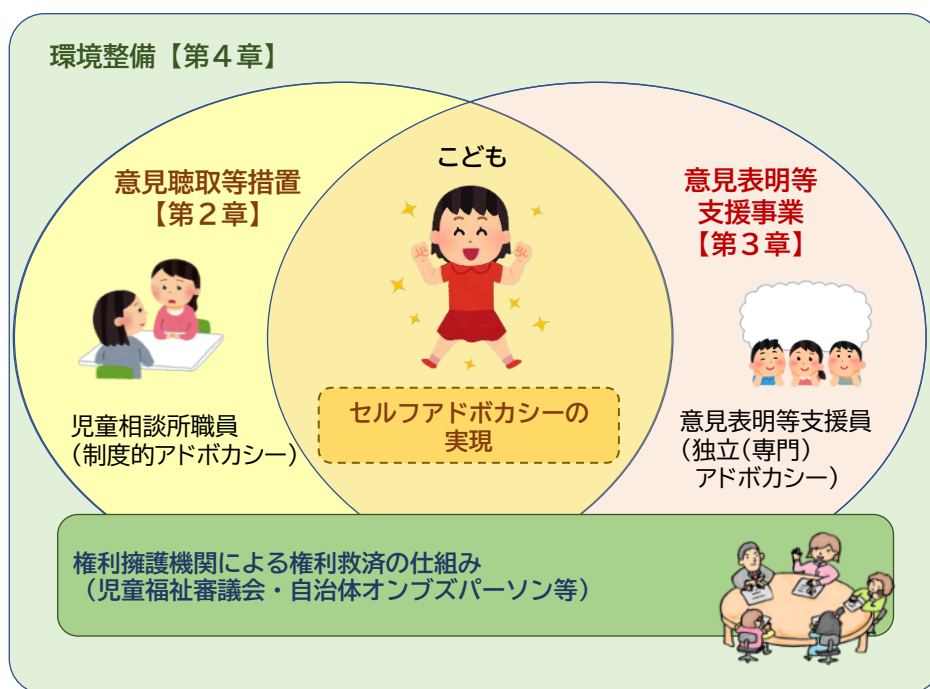 環境整備【第4章】
こども
意見聴取等措置
【第2章】
意見表明等
支援事業
【第3章】
セルフアドボカシーの
実現
児童相談所職員
（制度的アドボカシー）
意見表明等支援員
（独立（専門）
アドボカシー）
権利擁護機関による権利救済の仕組み
（児童福祉審議会・自治体オンブズパーソン等）